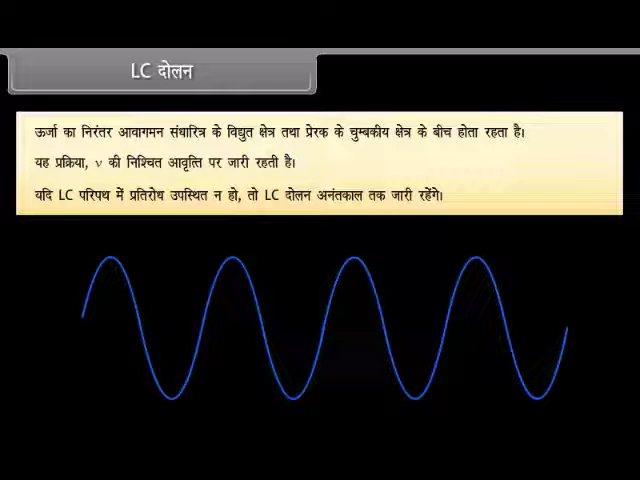 LC दोलन
ऊर्जा का निरंतर आवागमन संधारित्र के विद्युत क्षेत्र तथा प्रेरक के चुम्बकीय क्षेत्र के बीच होता रहता है।
यह प्रक्रिया, ν की निश्चित आवृत्ति पर जारी रहती है।
यदि LC परिपथ में प्रतिरोध उपस्थित न हो, तो LC दोलन अनंतकाल तक जारी रहेंगे।